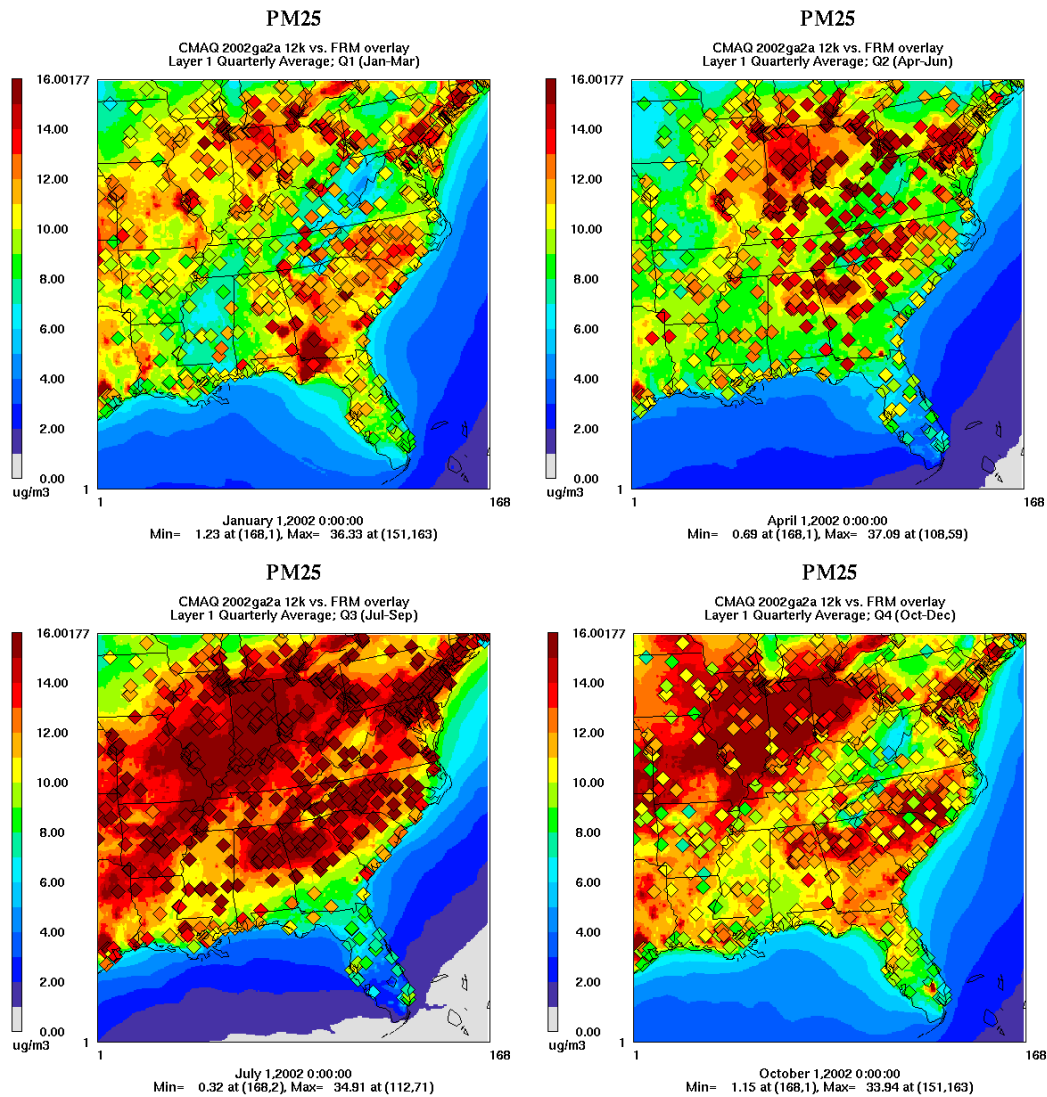 PM25
CMAQ 2002ga2a 12k vs. FRM overlay
Layer 1 Quarterly Average; Q1 (Jan-Mar)
16.00177
14.00
12.00
10.00
8.00
6.00
4.00
2.00
0.00
ug/m3
1
1
168
January 1,2002 0:00:00
Min= 1.23 at (168,1), Max= 36.33 at (151,163)
PM25
CMAQ 2002ga2a 12k vs. FRM overlay
Layer 1 Quarterly Average; Q2 (Apr-Jun)
16.00177
14.00
12.00
10.00
8.00
6.00
4.00
2.00
0.00
ug/m3
1
1
168
April 1,2002 0:00:00
Min= 0.69 at (168,1), Max= 37.09 at (108,59)
PM25
CMAQ 2002ga2a 12k vs. FRM overlay
Layer 1 Quarterly Average; Q3 (Jul-Sep)
16.00177
14.00
12.00
10.00
8.00
6.00
4.00
2.00
0.00
ug/m3
1
1
168
July 1,2002 0:00:00
Min= 0.32 at (168,2), Max= 34.91 at (112,71)
PM25
CMAQ 2002ga2a 12k vs. FRM overlay
Layer 1 Quarterly Average; Q4 (Oct-Dec)
16.00177
14.00
12.00
10.00
8.00
6.00
4.00
2.00
0.00
ug/m3
1
1
168
October 1,2002 0:00:00
Min= 1.15 at (168,1), Max= 33.94 at (151,163)